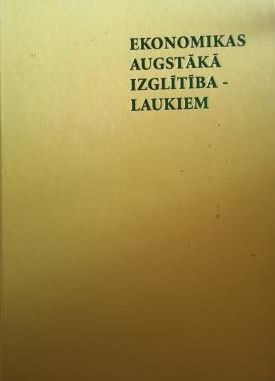 EKONOMIKAS
AUGSTĀKĀ
IZGLĪTĪBA -
LAUKIEM